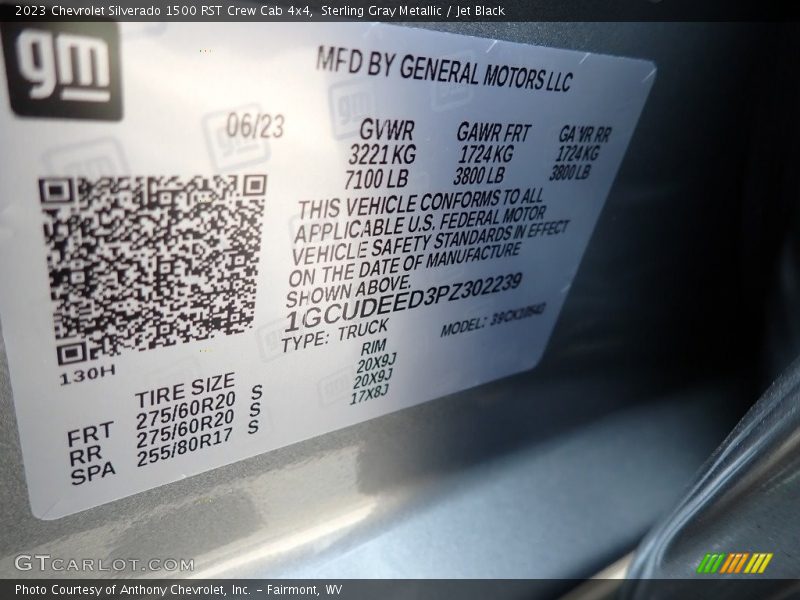 2023 Chevrolet Silverado 1500 RST Crew Cab 4x4, Sterling Gray Metallic / Jet Black
gm
MFD BY GENERAL MOTORS LLC
06/23
GVWR GAWR FRT GAWR RR
3221 KG 1724 KG 1724 KG
7100 LB 3800 LB 3800 LB
THIS VEHICLE CONFORMS TO ALL
APPLICABLE U.S. FEDERAL MOTOR
VEHICLE SAFETY STANDARDS IN EFFECT
ON THE DATE OF MANUFACTURE
SHOWN ABOVE.
1GCUDEED3PZ302239
TYPE: TRUCK MODEL:
130H
TIRE SIZE RIM
FRT 275/60R20 S 20X9J
RR 275/60R20 S 20X9J
SPA 255/80R17 S 17X8J
GTCARLOT.COM
Photo Courtesy of Anthony Chevrolet, Inc. – Fairmont, WV